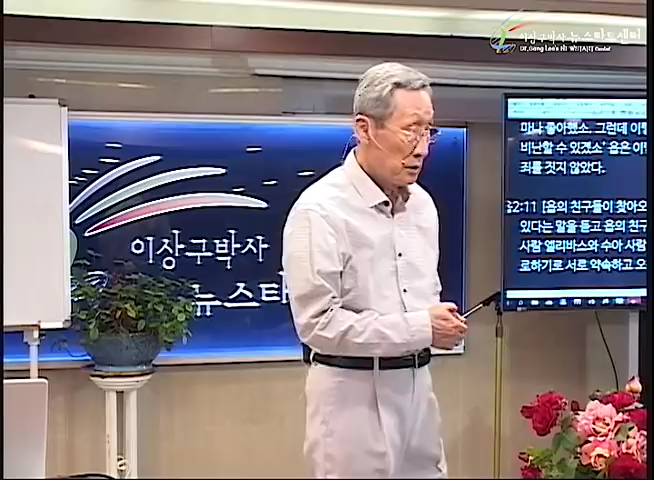 이상구박사 뉴스타트센터
Dr.Sang Lee's NEWSTART Center
이상구박사
뉴스타
마나 좋아했소. 그런데 이
비난할 수 있겠소' 욥은 이
죄를 짓지 않았다.
2:11 [욥의 친구들이 찾아오
있다는 말을 듣고 욥의 친구
사람 엘리바스와 수아 사람
로하기로 서로 약속하고 오